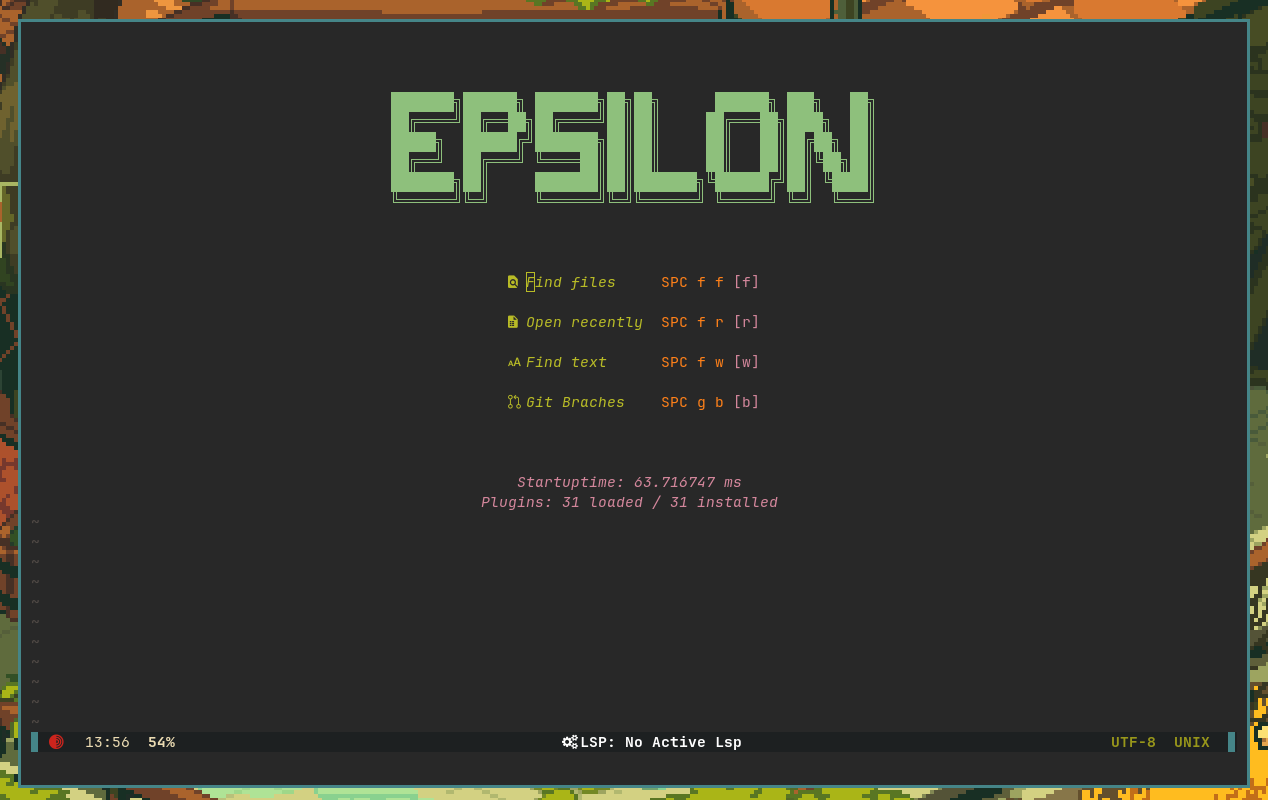 EPSILON
Find files SPC f f [f]
Open recently SPC f r [r]
Find text SPC f w [w]
Git Braches SPC g b [b]
Startuptime: 63.716747 ms
Plugins: 31 loaded / 31 installed
~
~
~
~
~
~
~
~
~
~
~
13:56 54% LSP: No Active Lsp UTF-8 UNIX